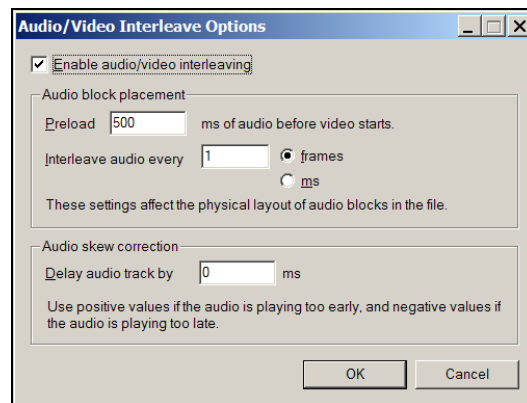 Audio/Video Interleave Options
Enable audio/video interleaving
Audio block placement
Preload 500 ms of audio before video starts.
Interleave audio every 1 frames
ms
These settings affect the physical layout of audio blocks in the file.
Audio skew correction
Delay audio track by 0 ms
Use positive values if the audio is playing too early, and negative values if
the audio is playing too late.
OK Cancel